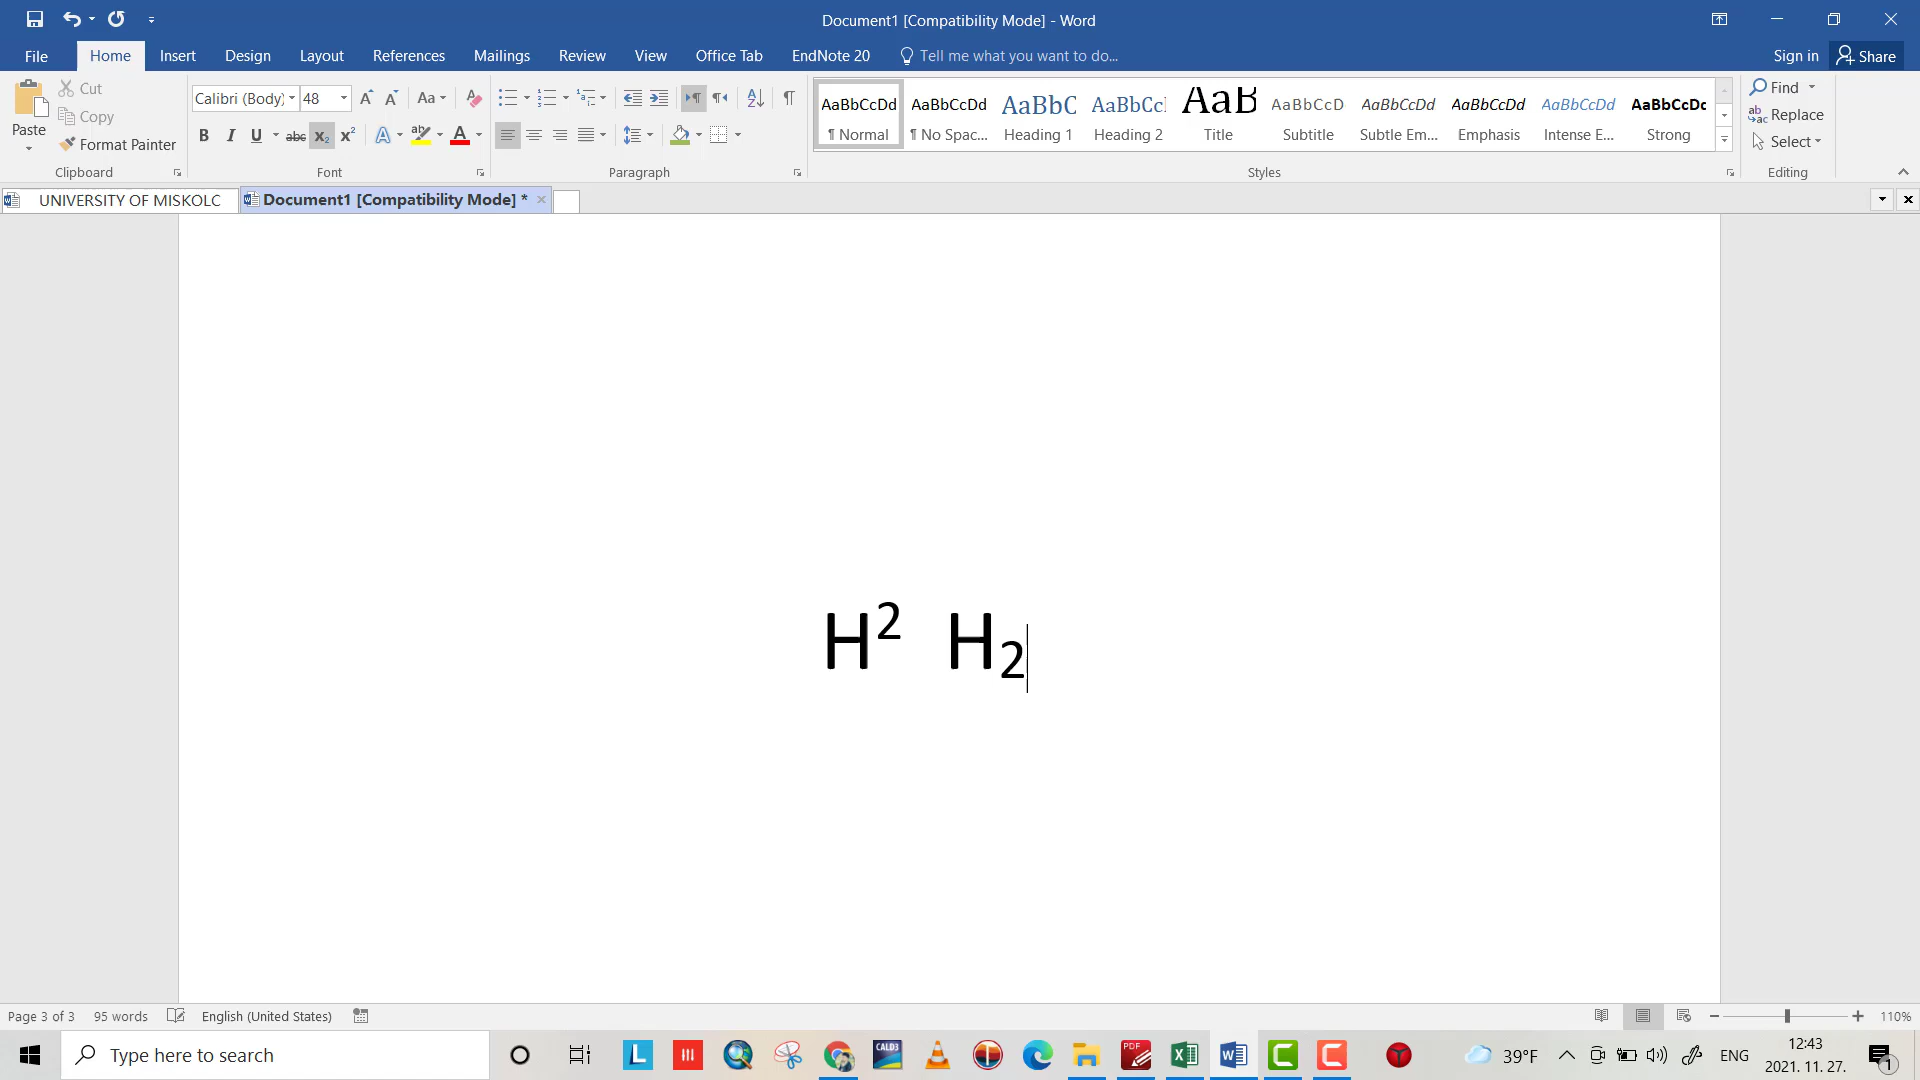 Document1 [Compatibility Mode] - Word
File Home Insert Design Layout References Mailings Review View Office Tab EndNote 20 Tell me what you want to do... Sign in Share
Paste
Cut
Copy
Format Painter
Clipboard
Calibri (Body) 48
Font
Paragraph
AaBbCcDd AaBbCcDd AaBbC AaBbCc AaB AaBbCcD AaBbCcDd AaBbCcDd AaBbCcDd AaBbCcDc
¶ Normal ¶ No Spac... Heading 1 Heading 2 Title Subtitle Subtle Em... Emphasis Intense E... Strong
Styles
Find
Replace
Select
Editing
UNIVERSITY OF MISKOLC Document1 [Compatibility Mode] *
H² H₂
Page 3 of 3 95 words English (United States) 110%
Type here to search
39°F ENG 12:43
2021. 11. 27.